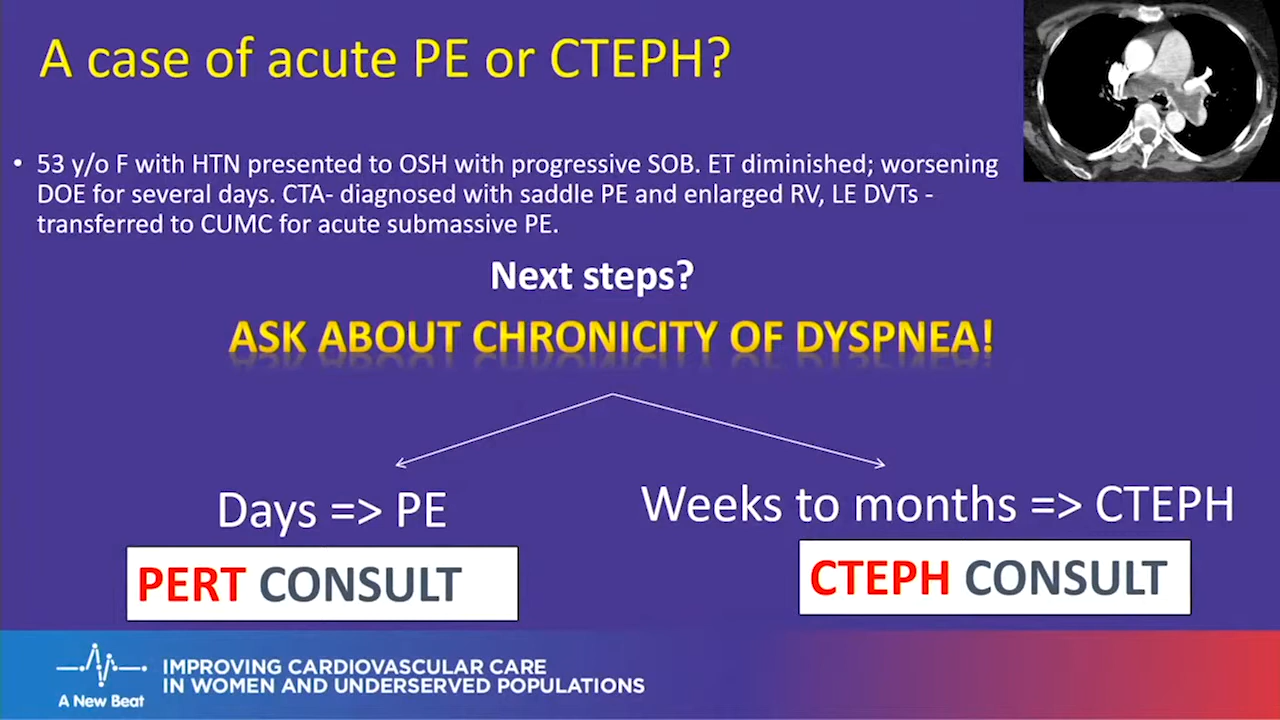 A case of acute PE or CTEPH?
• 53 y/o F with HTN presented to OSH with progressive SOB. ET diminished; worsening
DOE for several days. CTA- diagnosed with saddle PE and enlarged RV, LE DVTs -
transferred to CUMC for acute submassive PE.
Next steps?
ASK ABOUT CHRONICITY OF DYSPNEA!
Days => PE
Weeks to months => CTEPH
PERT CONSULT
CTEPH CONSULT
A New Beat
IMPROVING CARDIOVASCULAR CARE
IN WOMEN AND UNDERSERVED POPULATIONS